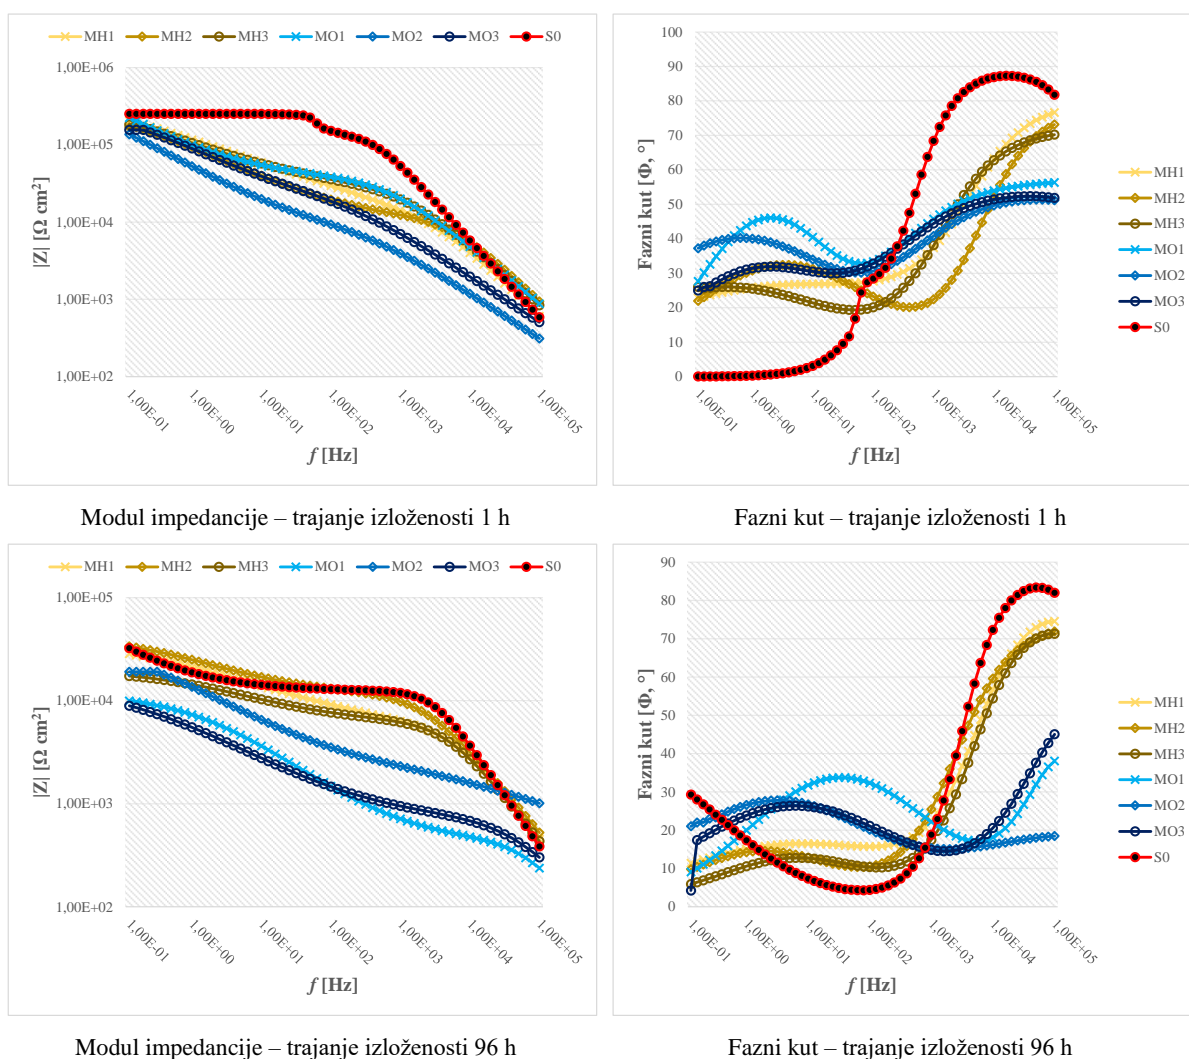 MH1 MH2 MH3 MO1 MO2 MO3 S0
1,00E+06
1,00E+05
1,00E+04
1,00E+03
1,00E+02
|Z| [Ω cm²]
1,00E-01 1,00E+00 1,00E+01 1,00E+02 1,00E+03 1,00E+04 1,00E+05
f [Hz]
Modul impedancije – trajanje izloženosti 1 h
100
90
80
70
60
50
40
30
20
10
0
Fazni kut [Φ, °]
1,00E-01 1,00E+00 1,00E+01 1,00E+02 1,00E+03 1,00E+04 1,00E+05
f [Hz]
MH1
MH2
MH3
MO1
MO2
MO3
S0
Fazni kut – trajanje izloženosti 1 h
MH1 MH2 MH3 MO1 MO2 MO3 S0
1,00E+05
1,00E+04
1,00E+03
1,00E+02
|Z| [Ω cm²]
1,00E-01 1,00E+00 1,00E+01 1,00E+02 1,00E+03 1,00E+04 1,00E+05
f [Hz]
Modul impedancije – trajanje izloženosti 96 h
90
80
70
60
50
40
30
20
10
0
Fazni kut [Φ, °]
1,00E-01 1,00E+00 1,00E+01 1,00E+02 1,00E+03 1,00E+04 1,00E+05
f [Hz]
MH1
MH2
MH3
MO1
MO2
MO3
S0
Fazni kut – trajanje izloženosti 96 h